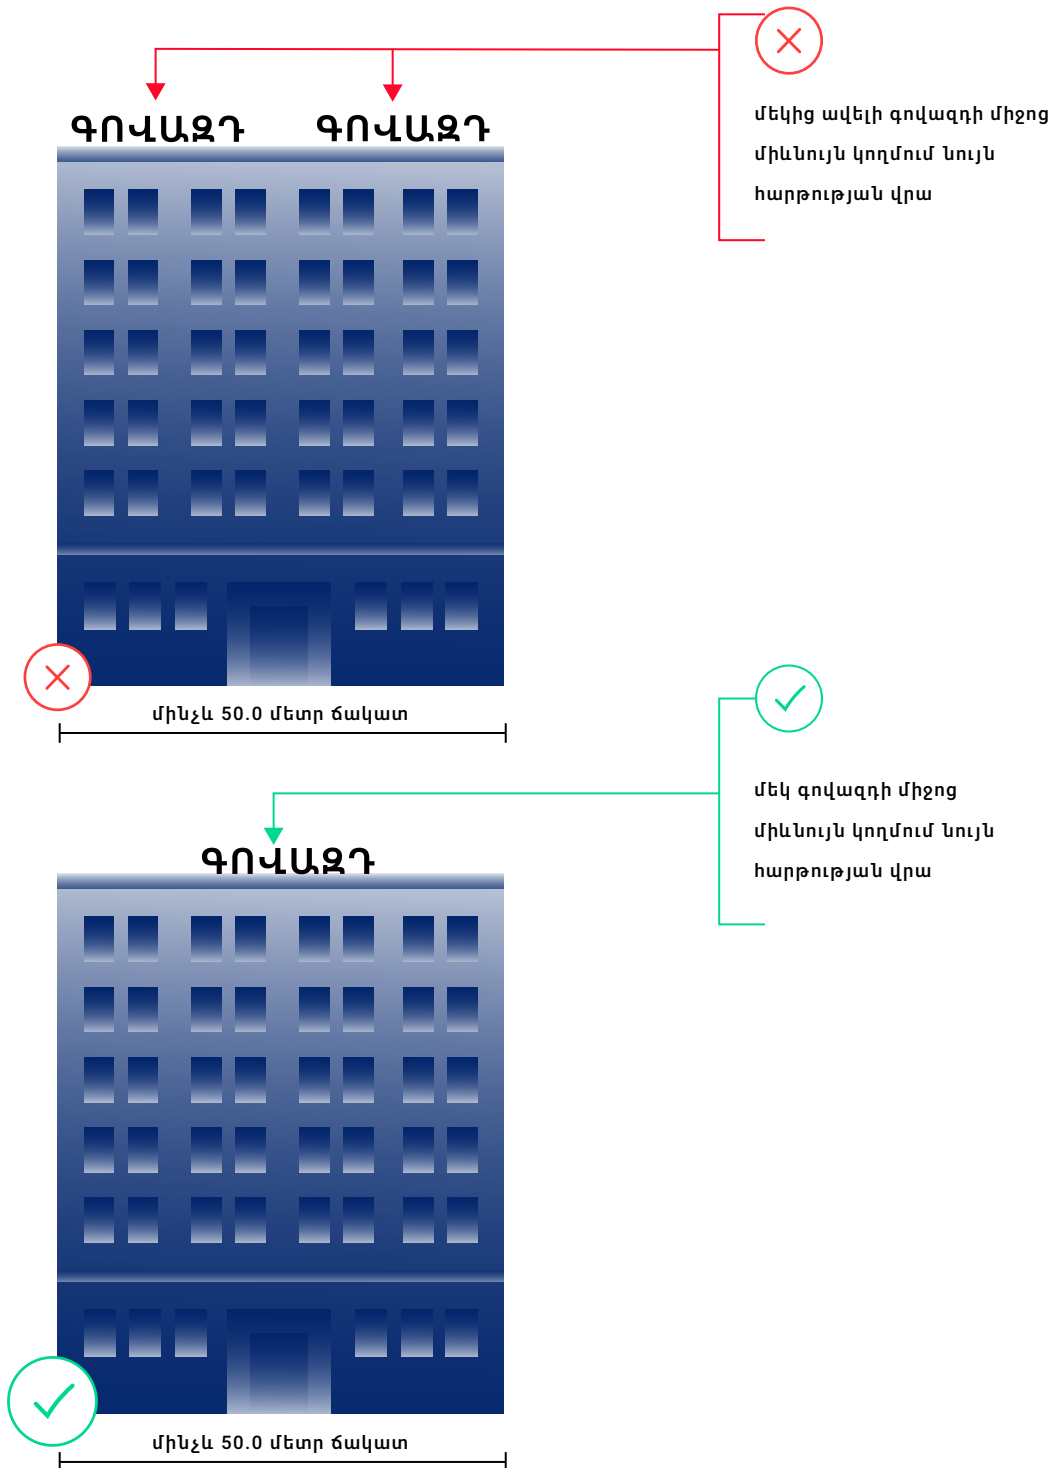 ԳՈՎԱԶԴ ԳՈՎԱԶԴ
մեկից ավելի գովազդի միջոց
միևնույն կողմում նույն
հարթության վրա
մինչև 50.0 մետր ճակատ
մեկ գովազդի միջոց
միևնույն կողմում նույն
հարթության վրա
ԳՈՎԱԶԴ
մինչև 50.0 մետր ճակատ